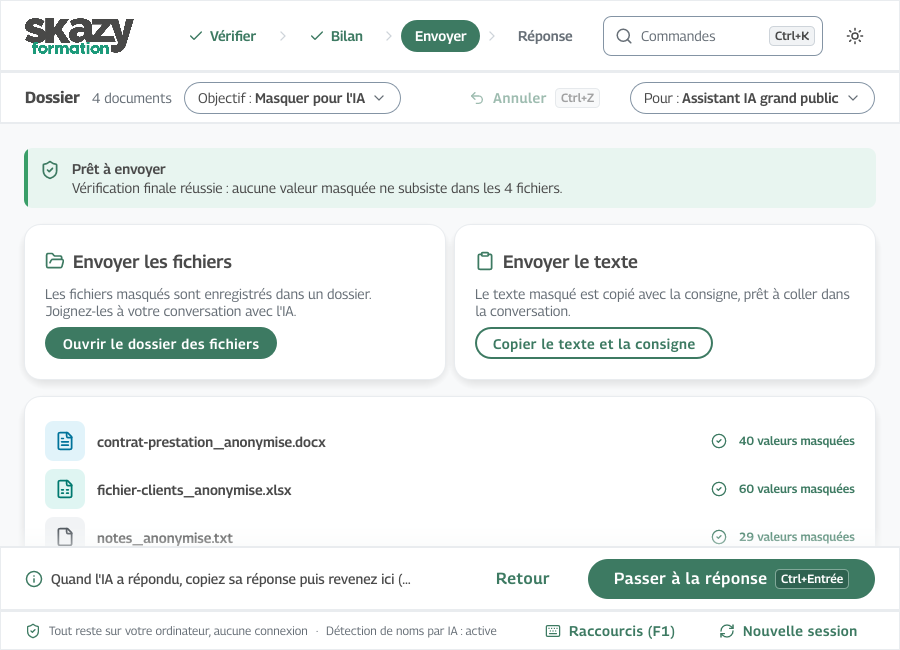 skazy
formation
Vérifier
Bilan
Envoyer
Réponse
Commandes
Ctrl+K
Dossier
4 documents
Objectif : Masquer pour l'IA
Annuler
Ctrl+Z
Pour : Assistant IA grand public
Prêt à envoyer
Vérification finale réussie : aucune valeur masquée ne subsiste dans les 4 fichiers.
Envoyer les fichiers
Les fichiers masqués sont enregistrés dans un dossier.
Joignez-les à votre conversation avec l'IA.
Ouvrir le dossier des fichiers
Envoyer le texte
Le texte masqué est copié avec la consigne, prêt à coller dans
la conversation.
Copier le texte et la consigne
contrat-prestation_anonymise.docx
40 valeurs masquées
fichier-clients_anonymise.xlsx
60 valeurs masquées
notes_anonymise.txt
29 valeurs masquées
Quand l'IA a répondu, copiez sa réponse puis revenez ici (...
Retour
Passer à la réponse
Ctrl+Entrée
Tout reste sur votre ordinateur, aucune connexion · Détection de noms par IA : active
Raccourcis (F1)
Nouvelle session